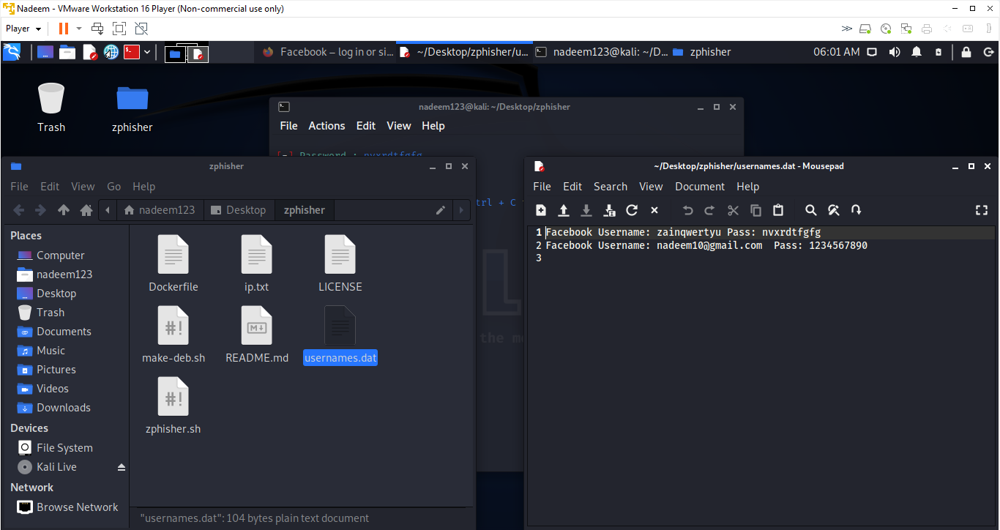 Nadeem - VMware Workstation 16 Player (Non-commercial use only)
Player
Facebook – log in or si...
~/Desktop/zphisher/u...
nadeem123@kali: ~/D...
zphisher
06:01 AM
Trash
zphisher
nadeem123@kali: ~/Desktop/zphisher
File Actions Edit View Help
Password : nvxrdtfgfg
trl + C
the m
zphisher
File Edit View Go Help
nadeem123 Desktop zphisher
Places
Computer
nadeem123
Desktop
Trash
Documents
Music
Pictures
Videos
Downloads
Devices
File System
Kali Live
Network
Browse Network
Dockerfile
ip.txt
LICENSE
make-deb.sh
README.md
usernames.dat
zphisher.sh
"usernames.dat": 104 bytes plain text document
~/Desktop/zphisher/usernames.dat - Mousepad
File Edit Search View Document Help
1 Facebook Username: zainqwertyu Pass: nvxrdtfgfg
2 Facebook Username: nadeem10@gmail.com  Pass: 1234567890
3